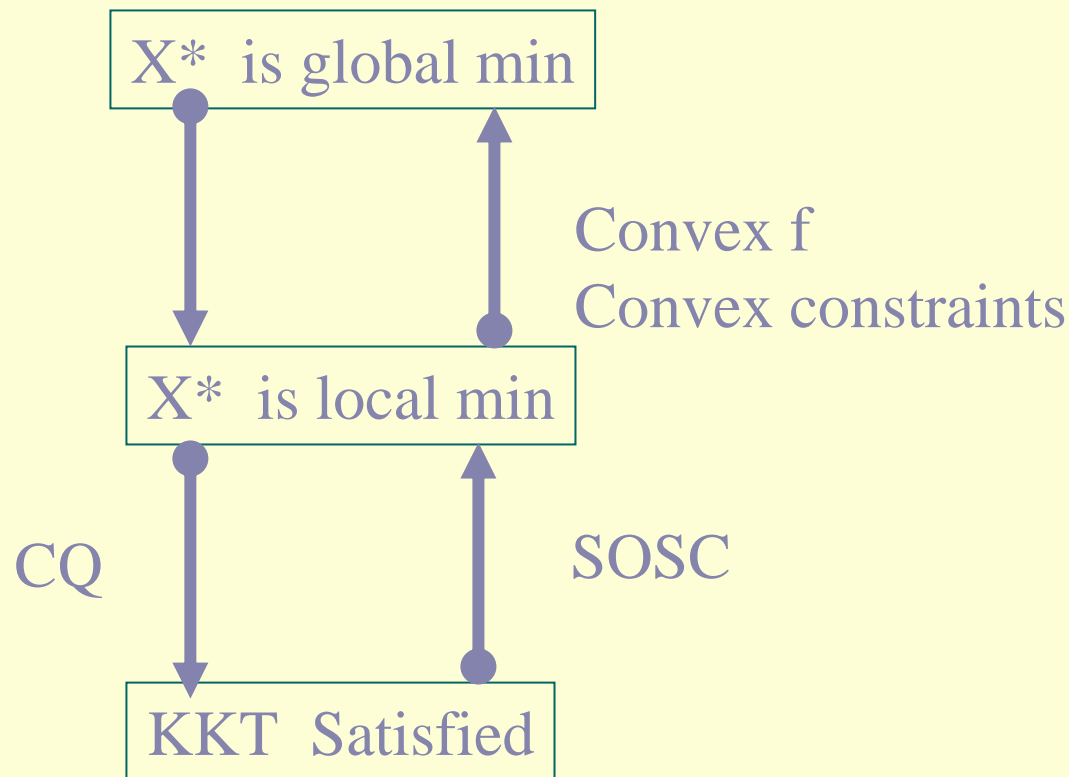 X* is global min
Convex f
Convex constraints
X* is local min
CQ
SOSC
KKT Satisfied